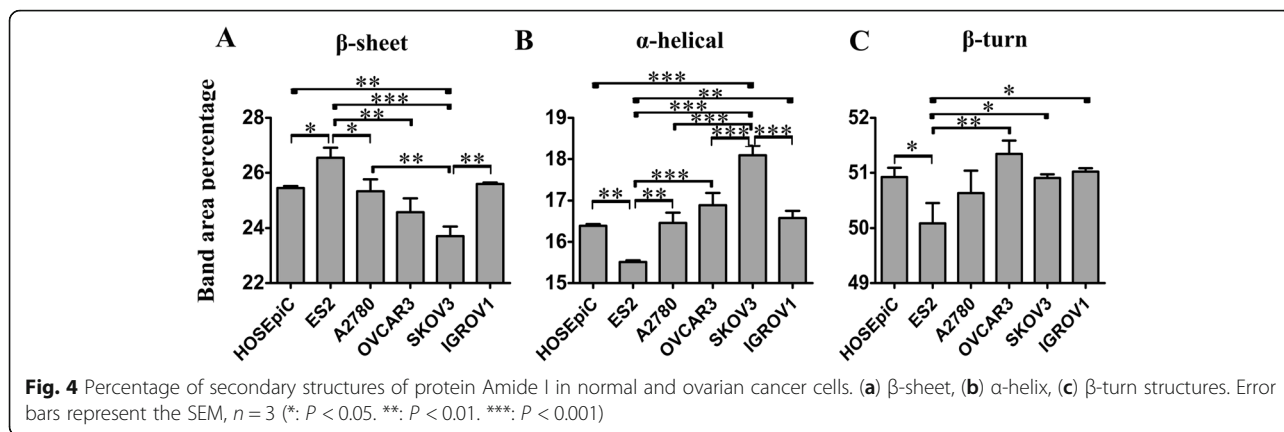 A
β-sheet
**
***
**
*
*
**
**
28
26
24
22
Band area percentage
HOSEpiC
ES2
A2780
OVCAR3
SKOV3
IGROV1
B
α-helical
***
**
***
***
***
***
***
**
**
19
18
17
16
15
HOSEpiC
ES2
A2780
OVCAR3
SKOV3
IGROV1
C
β-turn
*
*
**
*
52
51
50
49
HOSEpiC
ES2
A2780
OVCAR3
SKOV3
IGROV1
Fig. 4 Percentage of secondary structures of protein Amide I in normal and ovarian cancer cells. (a) β-sheet, (b) α-helix, (c) β-turn structures. Error
bars represent the SEM, n = 3 (*: P < 0.05. **: P < 0.01. ***: P < 0.001)